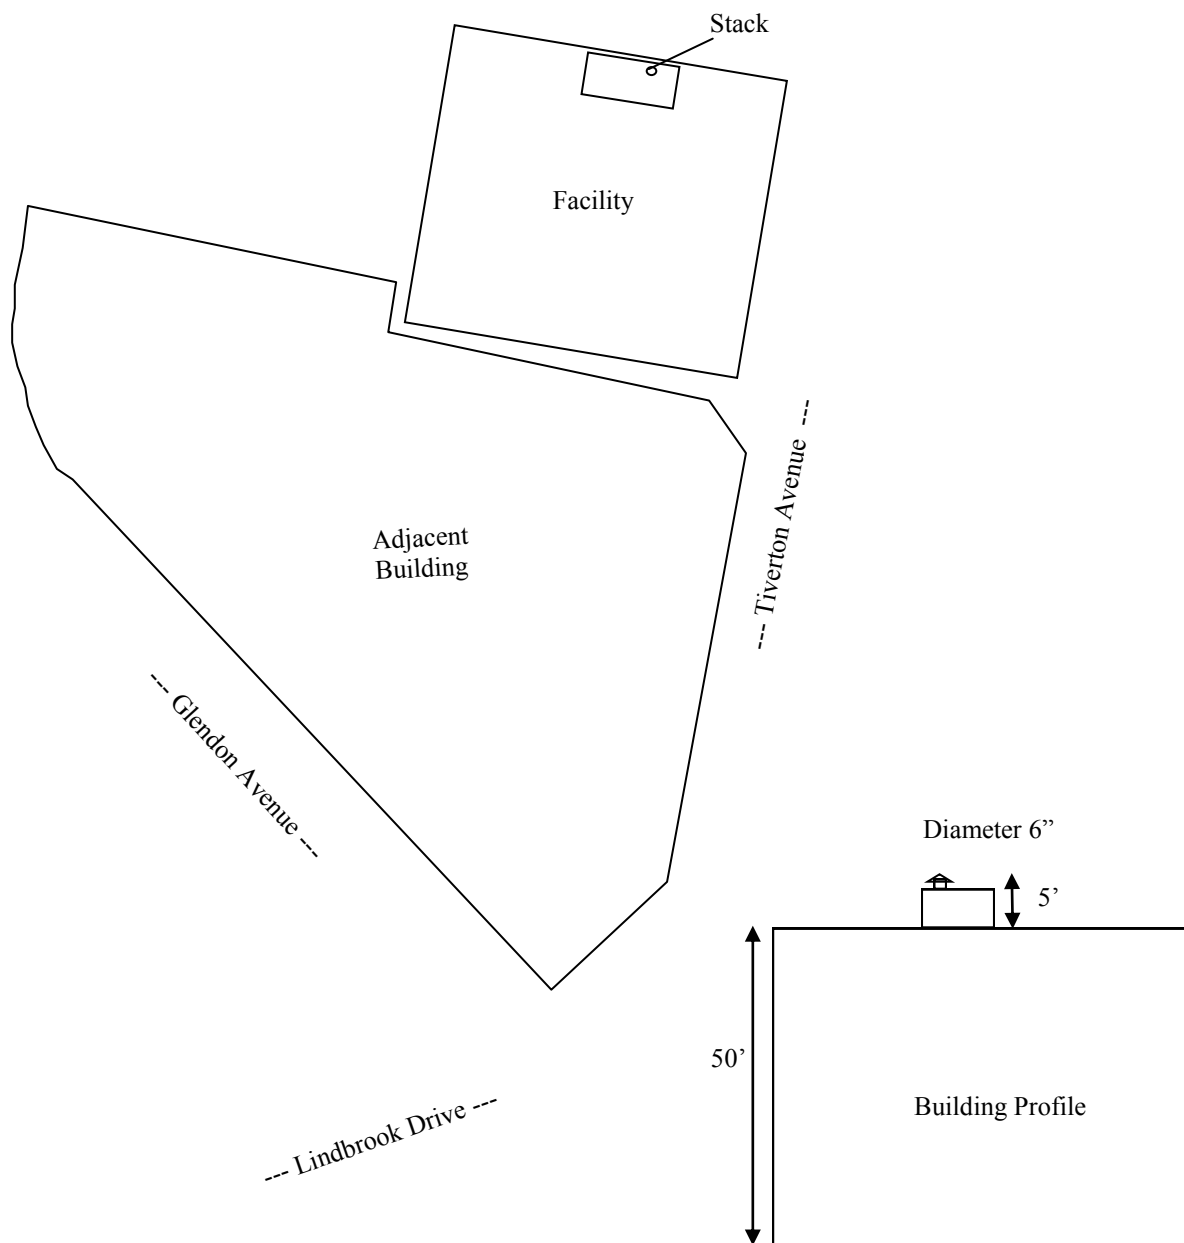 Stack
Facility
Adjacent
Building
--- Tiverton Avenue ---
--- Glendon Avenue ---
Diameter 6”
5’
50’
Building Profile
--- Lindbrook Drive ---